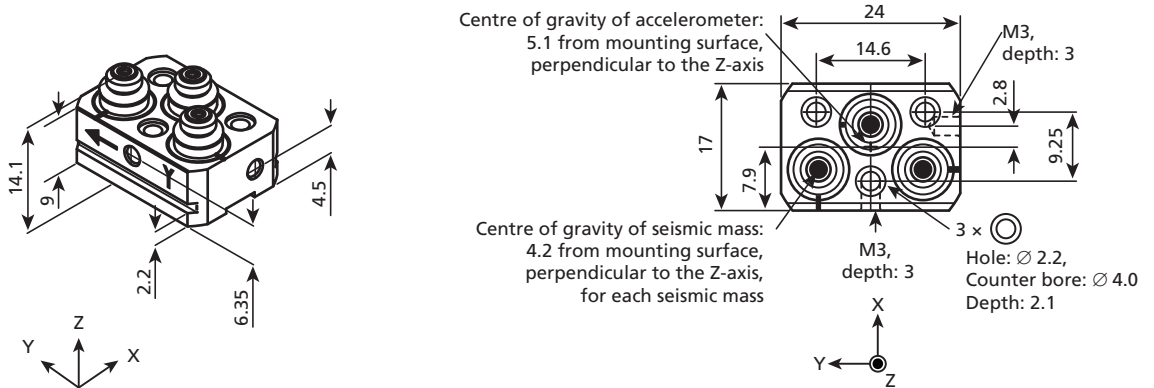 Centre of gravity of accelerometer:
5.1 from mounting surface,
perpendicular to the Z-axis
24
M3,
depth: 3
14.6
2.8
9.25
17
7.9
14.1
9
Y
4.5
2.2
6.35
Centre of gravity of seismic mass:
4.2 from mounting surface,
perpendicular to the Z-axis,
for each seismic mass
M3,
depth: 3
3 ×
Hole: ∅ 2.2,
Counter bore: ∅ 4.0
Depth: 2.1
Z
Y
X
X
Y
Z